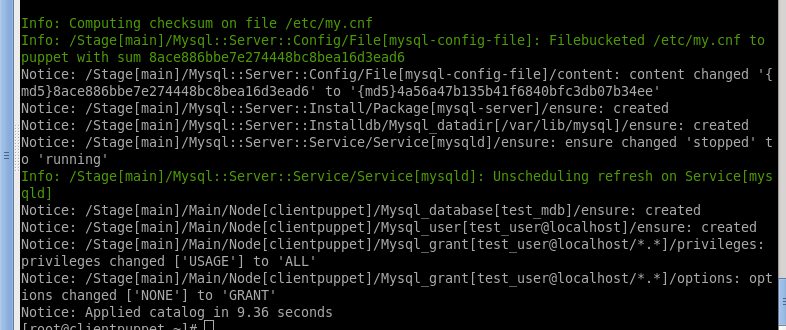 Info: Computing checksum on file /etc/my.cnf
Info: /Stage[main]/Mysql::Server::Config/File[mysql-config-file]: Filebucketed /etc/my.cnf to
puppet with sum 8ace886bbe7e274448bc8bea16d3ead6
Notice: /Stage[main]/Mysql::Server::Config/File[mysql-config-file]/content: content changed '{
md5}8ace886bbe7e274448bc8bea16d3ead6' to '{md5}4a56a47b135b41f6840bfc3db07b34ee'
Notice: /Stage[main]/Mysql::Server::Install/Package[mysql-server]/ensure: created
Notice: /Stage[main]/Mysql::Server::Installdb/Mysql_datadir[/var/lib/mysql]/ensure: created
Notice: /Stage[main]/Mysql::Server::Service/Service[mysqld]/ensure: ensure changed 'stopped' t
o 'running'
Info: /Stage[main]/Mysql::Server::Service/Service[mysqld]: Unscheduling refresh on Service[mys
qld]
Notice: /Stage[main]/Main/Node[clientpuppet]/Mysql_database[test_mdb]/ensure: created
Notice: /Stage[main]/Main/Node[clientpuppet]/Mysql_user[test_user@localhost]/ensure: created
Notice: /Stage[main]/Main/Node[clientpuppet]/Mysql_grant[test_user@localhost/*.*]/privileges:
privileges changed ['USAGE'] to 'ALL'
Notice: /Stage[main]/Main/Node[clientpuppet]/Mysql_grant[test_user@localhost/*.*]/options: opt
ions changed ['NONE'] to 'GRANT'
Notice: Applied catalog in 9.36 seconds
[root@clientpuppet ~]#